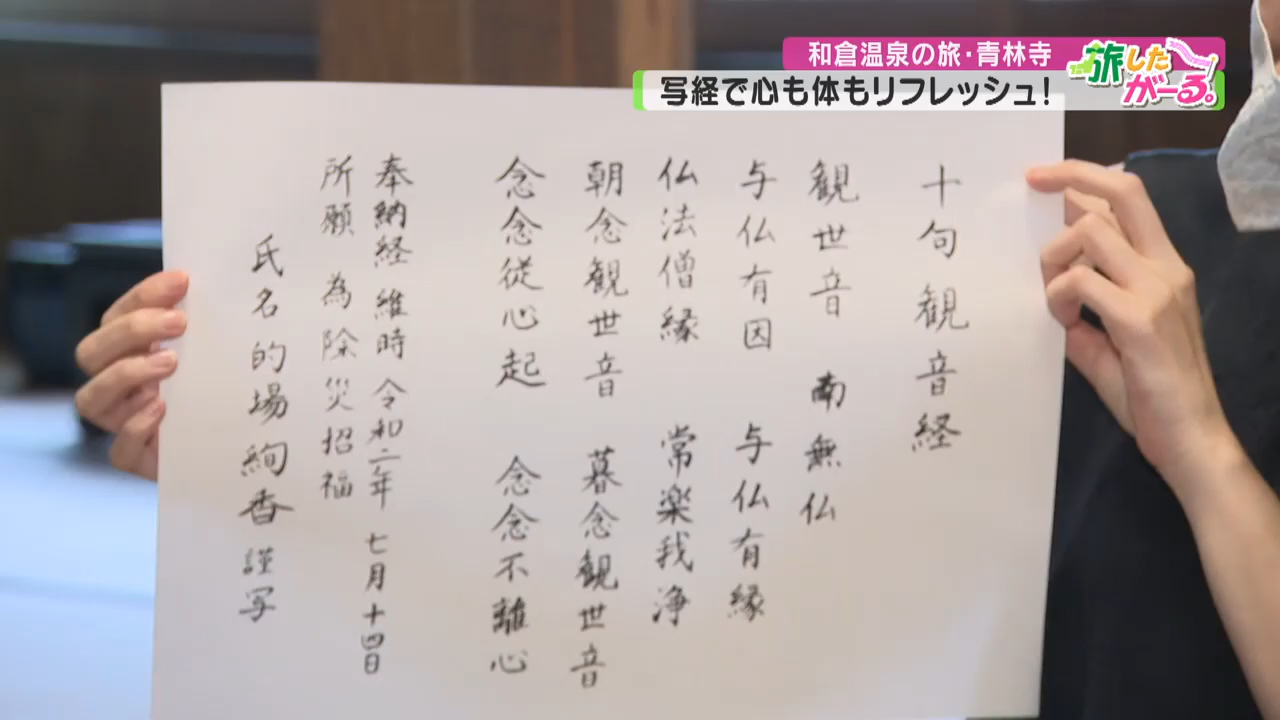 和倉温泉の旅・青林寺
写経で心も体もリフレッシュ!
旅したがーる。
十句観音経
観世音 南無仏
与仏有因 与仏有縁
仏法僧縁 常楽我浄
朝念観世音 暮念観世音
念念従心起 念念不離心
奉納経 維時 令和二年 七月十四日
所願 為除災招福
氏名的場絢香 謹写